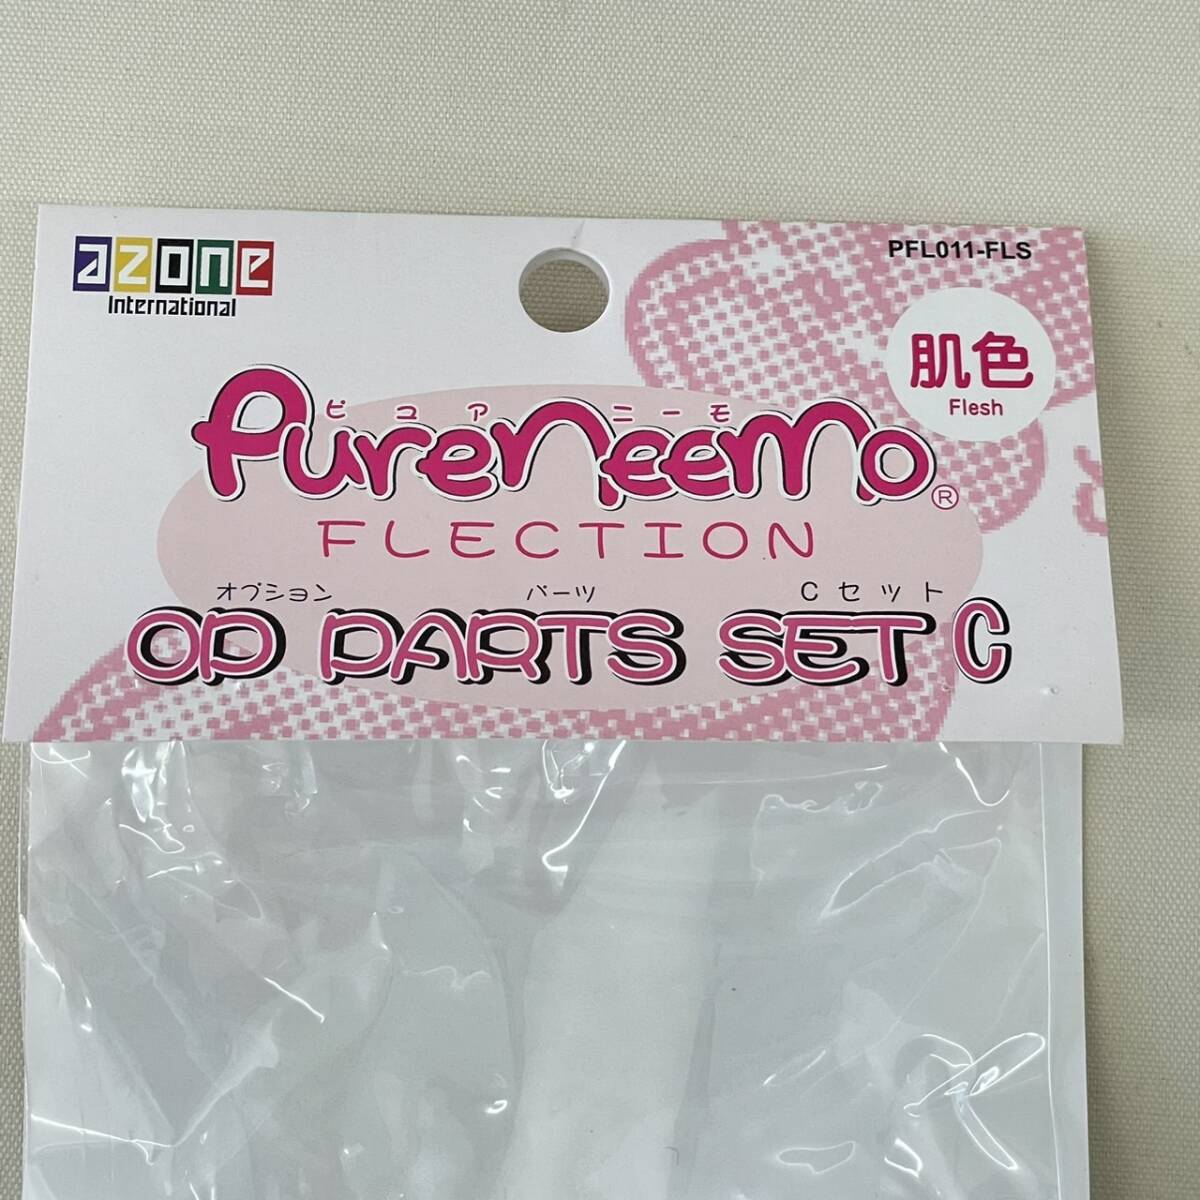 azone
International
PFL011-FLS
肌色
Flesh
ピュアニーモ
PureNeemo®
FLECTION
オプション パーツ Cセット
OP PARTS SET C